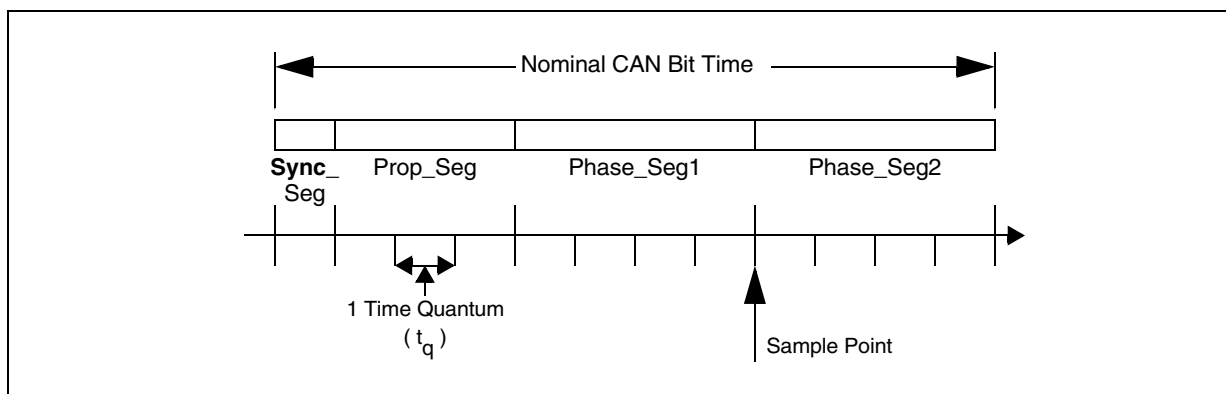 Nominal CAN Bit Time
Sync_ Prop_Seg Phase_Seg1 Phase_Seg2
Seg
1 Time Quantum
( tq )
Sample Point